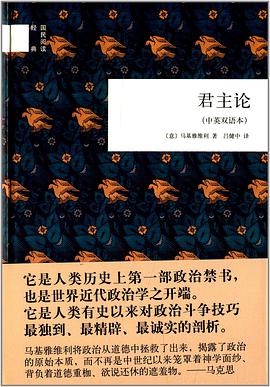 国民阅读
经典
君主论
(中英双语本)
〔意〕马基雅维利 著 吕健中 译
它是人类历史上第一部政治禁书,
也是世界近代政治学之开端。
它是人类有史以来对政治斗争技巧
最独到、最精辟、最诚实的剖析。
马基雅维利将政治从道德中拯救了出来,揭露了政治
的原始本质,而不再是中世纪以来笼罩着神学面纱、
背负着道德重枷、欲说还休的遮羞物。——马克思